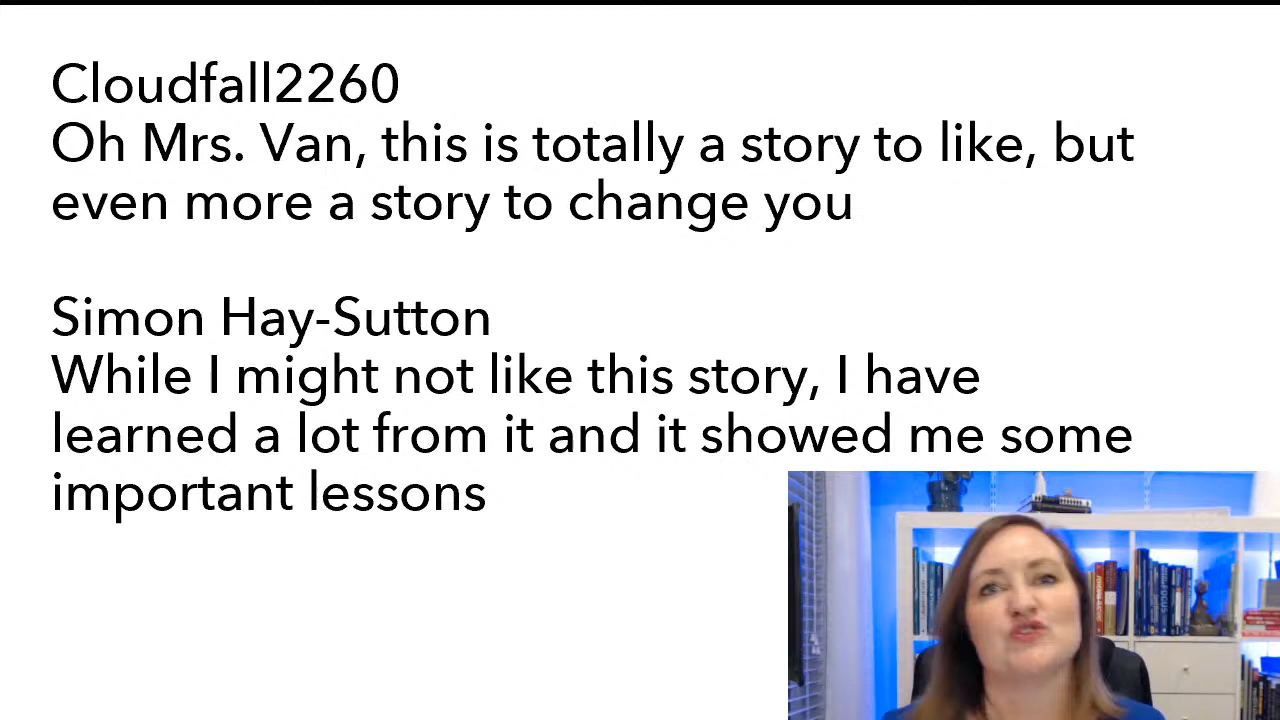 Cloudfall2260
Oh Mrs. Van, this is totally a story to like, but
even more a story to change you
Simon Hay-Sutton
While I might not like this story, I have
learned a lot from it and it showed me some
important lessons